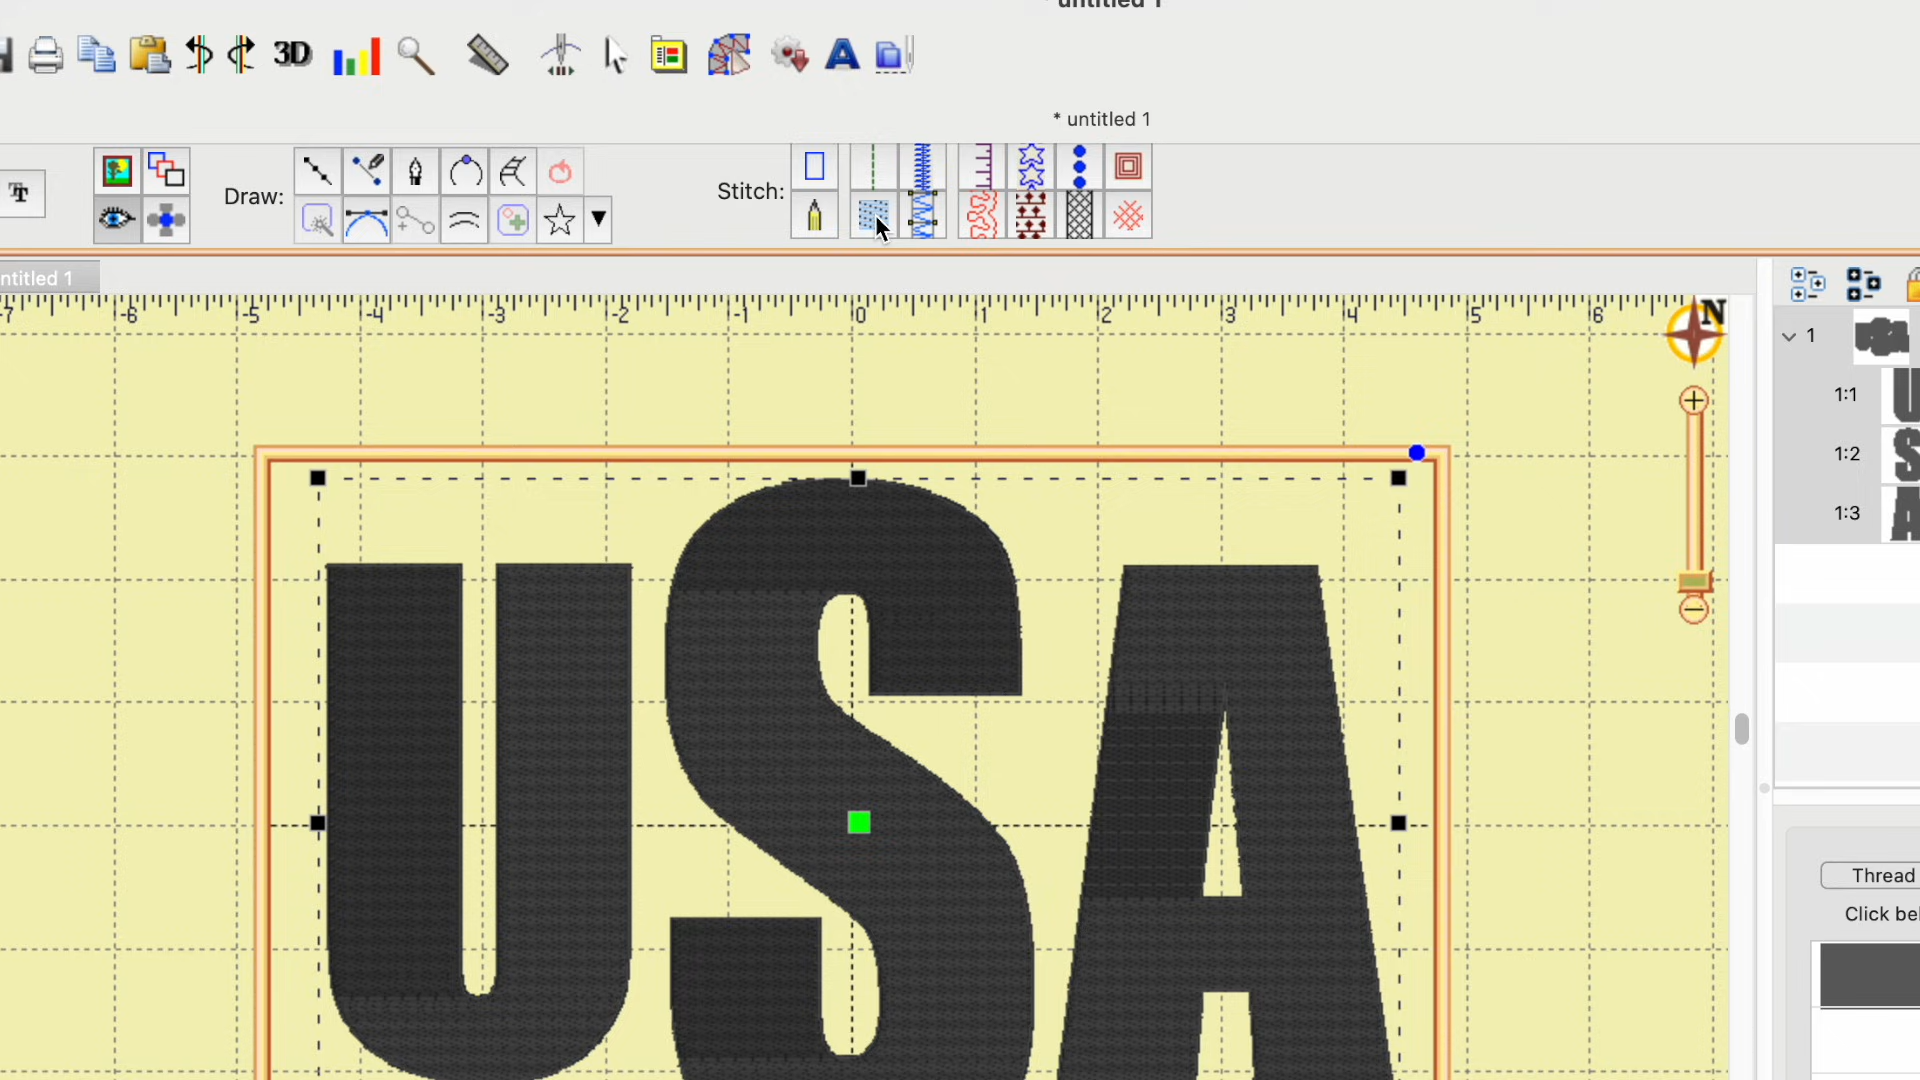 * untitled 1
3D
A
* untitled 1
T
Draw:
Stitch:
ntitled 1
-7 -6 -5 -4 -3 -2 -1 0 1 2 3 4 5 6
N
1
1:1
1:2
1:3
USA
Thread
Click bel